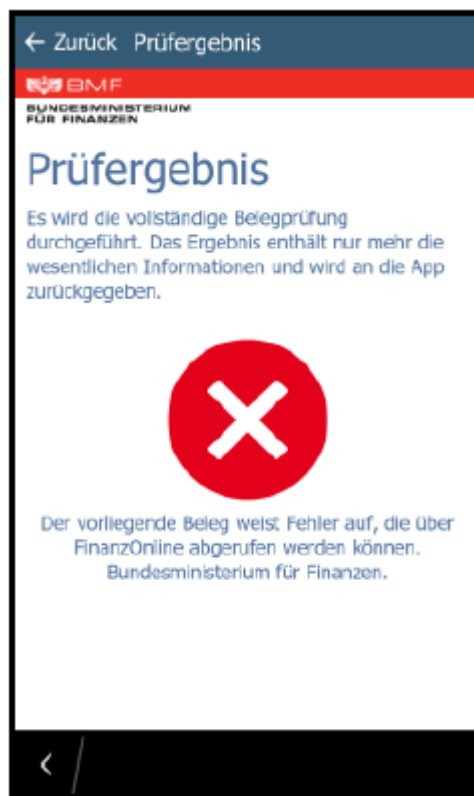 ← Zurück Prüfergebnis
BMF
BUNDESMINISTERIUM
FÜR FINANZEN
Prüfergebnis
Es wird die vollständige Belegprüfung
durchgeführt. Das Ergebnis enthält nur mehr die
wesentlichen Informationen und wird an die App
zurückgegeben.
Der vorliegende Beleg weist Fehler auf, die über
FinanzOnline abgerufen werden können.
Bundesministerium für Finanzen.